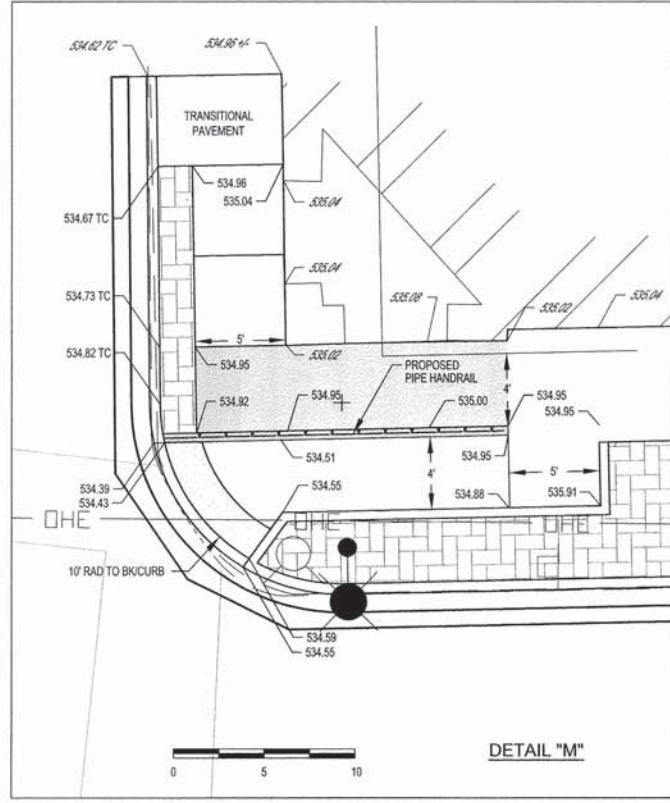 534.62 TC
534.96 +/-
TRANSITIONAL
PAVEMENT
534.96
535.04
535.04
534.67 TC
535.04
534.73 TC
535.08
535.02
535.04
534.82 TC
5'
534.95
535.02
PROPOSED
PIPE HANDRAIL
4'
534.92
534.95
535.00
534.95
534.95
534.51
534.95
4'
5'
534.39
534.43
534.55
534.88
535.91
OHE
OHE
OHE
10' RAD TO BK/CURB
534.59
534.55
0
5
10
DETAIL "M"